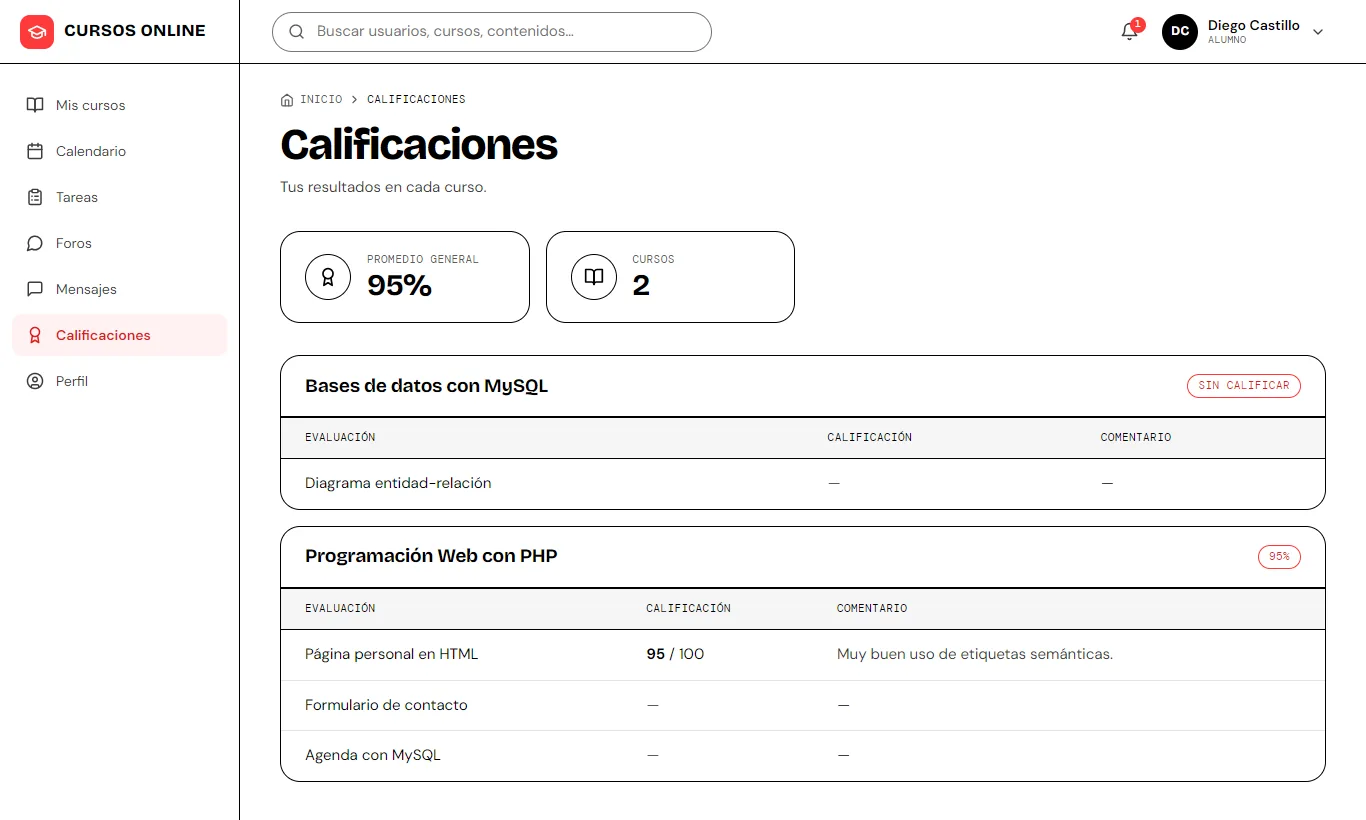 CURSOS ONLINE
Buscar usuarios, cursos, contenidos...
1
DC
Diego Castillo
ALUMNO
Mis cursos
Calendario
Tareas
Foros
Mensajes
Calificaciones
Perfil
INICIO > CALIFICACIONES
Calificaciones
Tus resultados en cada curso.
PROMEDIO GENERAL
95%
CURSOS
2
Bases de datos con MySQL
SIN CALIFICAR
EVALUACIÓN CALIFICACIÓN COMENTARIO
Diagrama entidad-relación — —
Programación Web con PHP
95%
EVALUACIÓN CALIFICACIÓN COMENTARIO
Página personal en HTML 95 / 100 Muy buen uso de etiquetas semánticas.
Formulario de contacto — —
Agenda con MySQL — —